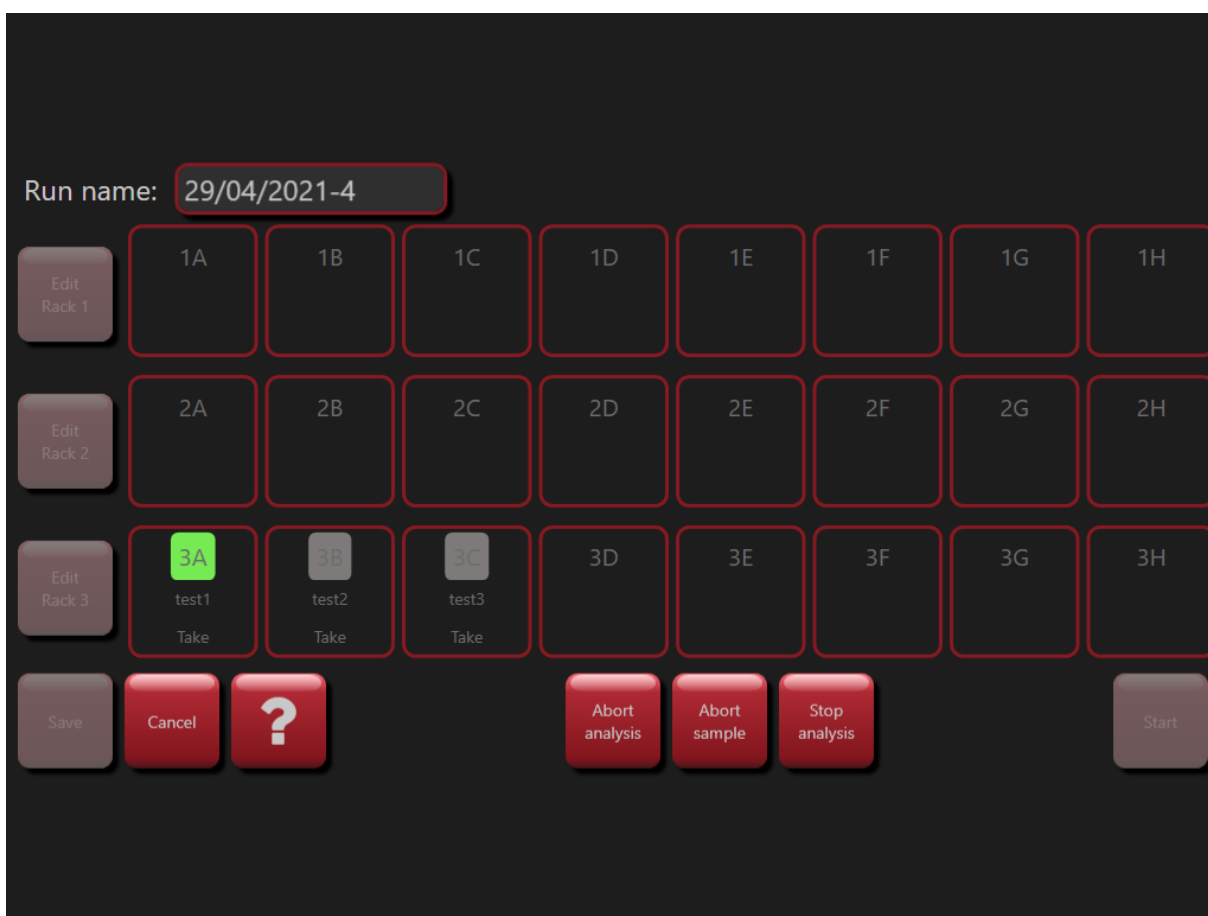 Run name: 29/04/2021-4
1A 1B 1C 1D 1E 1F 1G 1H
Edit
Rack 1
2A 2B 2C 2D 2E 2F 2G 2H
Edit
Rack 2
3A 3B 3C 3D 3E 3F 3G 3H
Edit
Rack 3
test1 test2 test3
Take Take Take
Save
Cancel
?
Abort
analysis
Abort
sample
Stop
analysis
Start